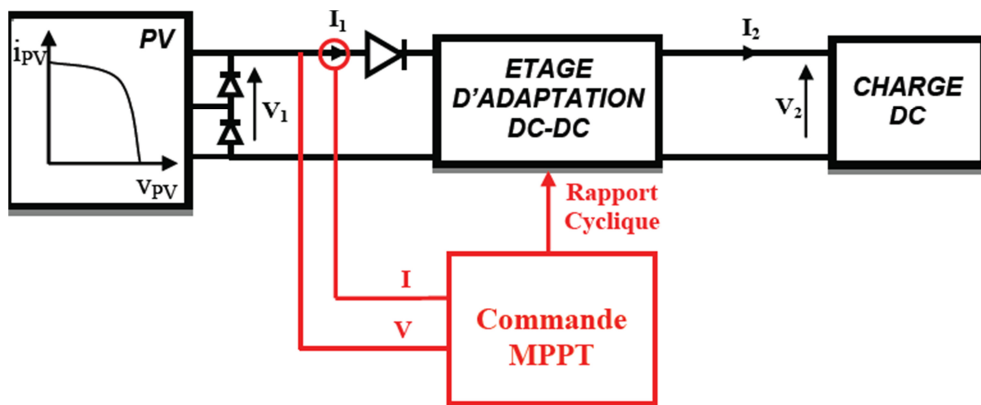 PV
iPV
vPV
V1
I1
ETAGE
D'ADAPTATION
DC-DC
I2
V2
CHARGE
DC
Rapport
Cyclique
I
V
Commande
MPPT